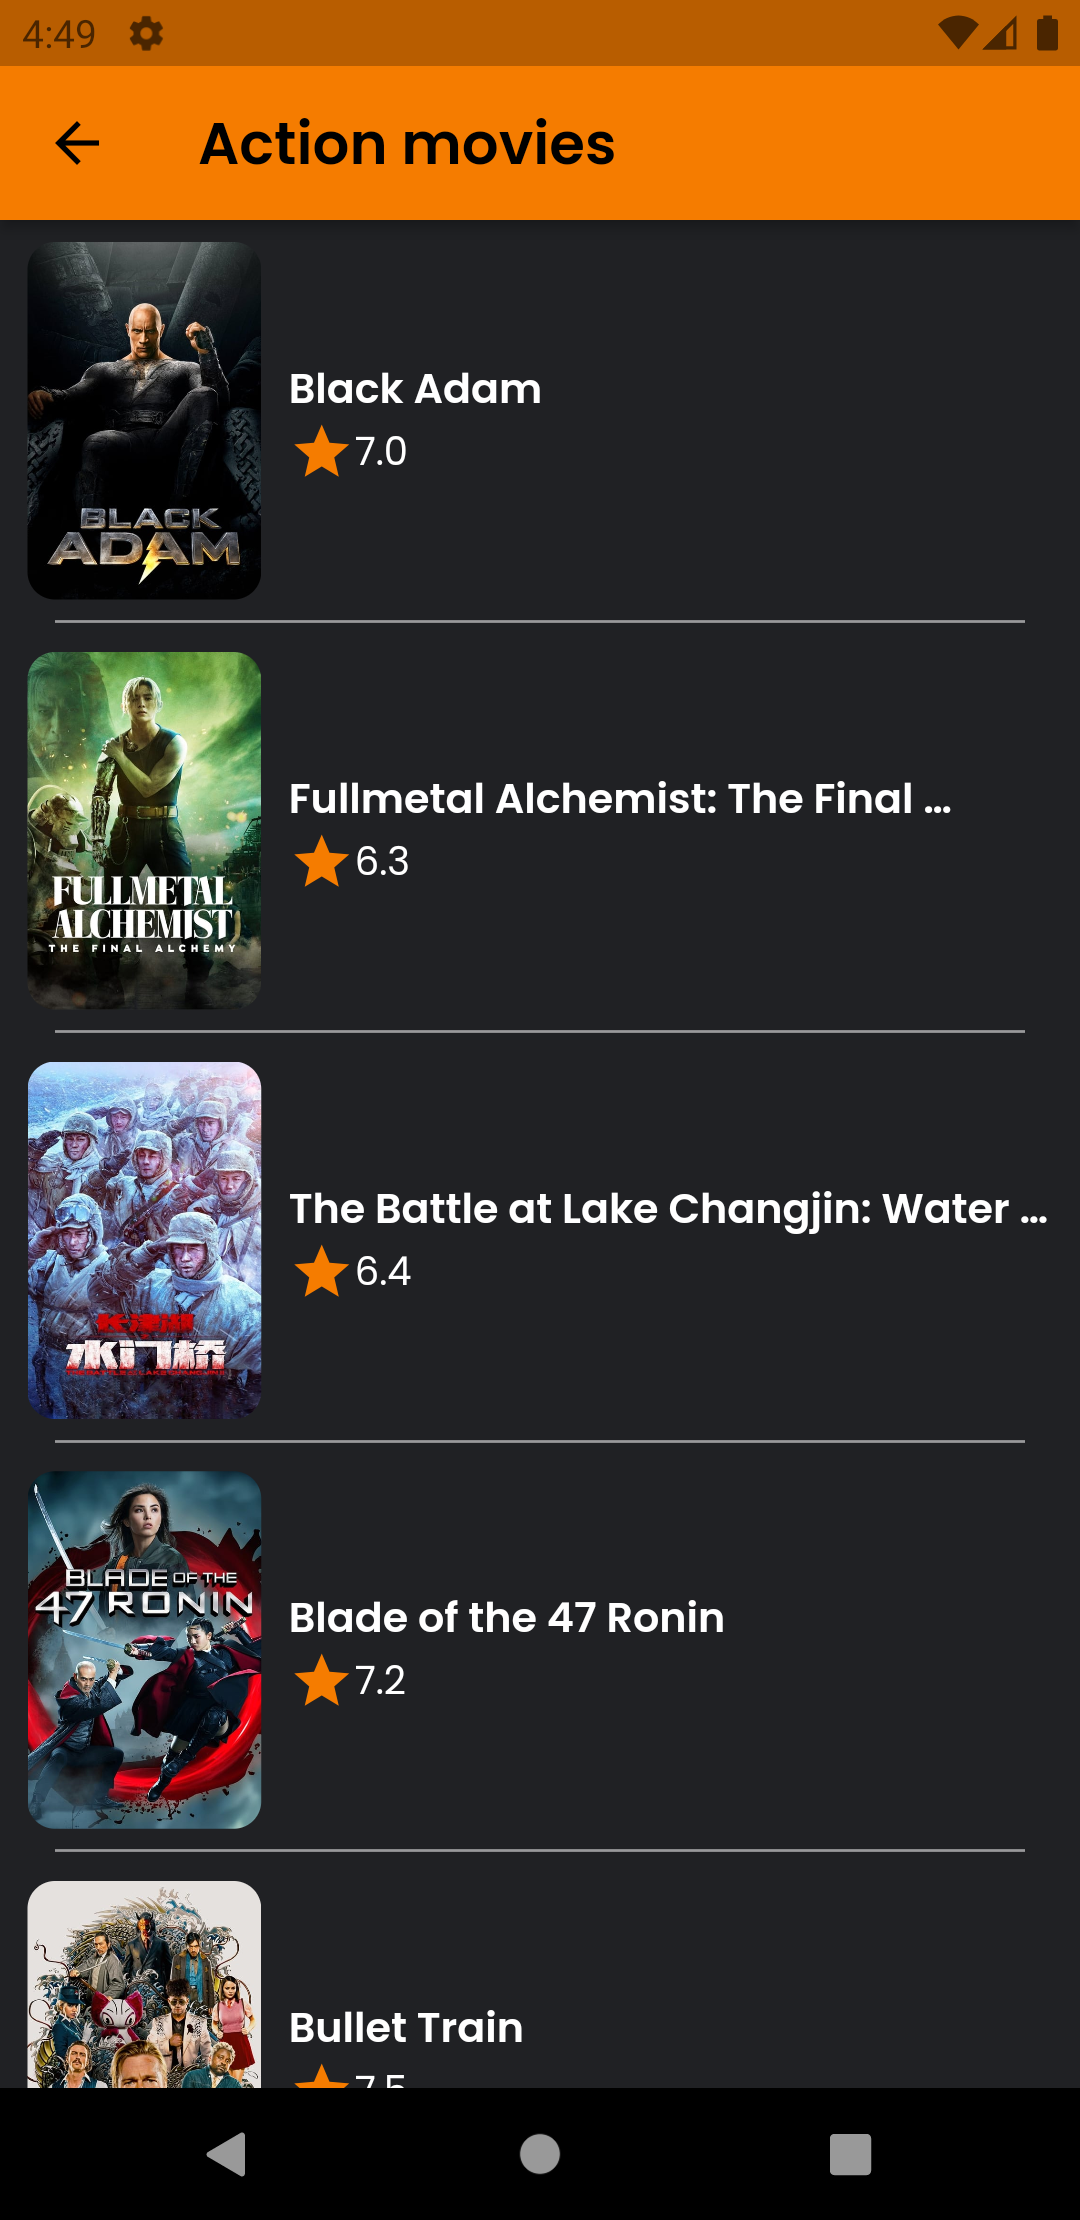 4:49
Action movies
BLACK
ADAM
Black Adam
7.0
FULLMETAL
ALCHEMIST
THE FINAL ALCHEMY
Fullmetal Alchemist: The Final ...
6.3
长津湖
水门桥
The Battle at Lake Changjin: Water ...
6.4
BLADE OF THE
47 RONIN
Blade of the 47 Ronin
7.2
Bullet Train
7.5